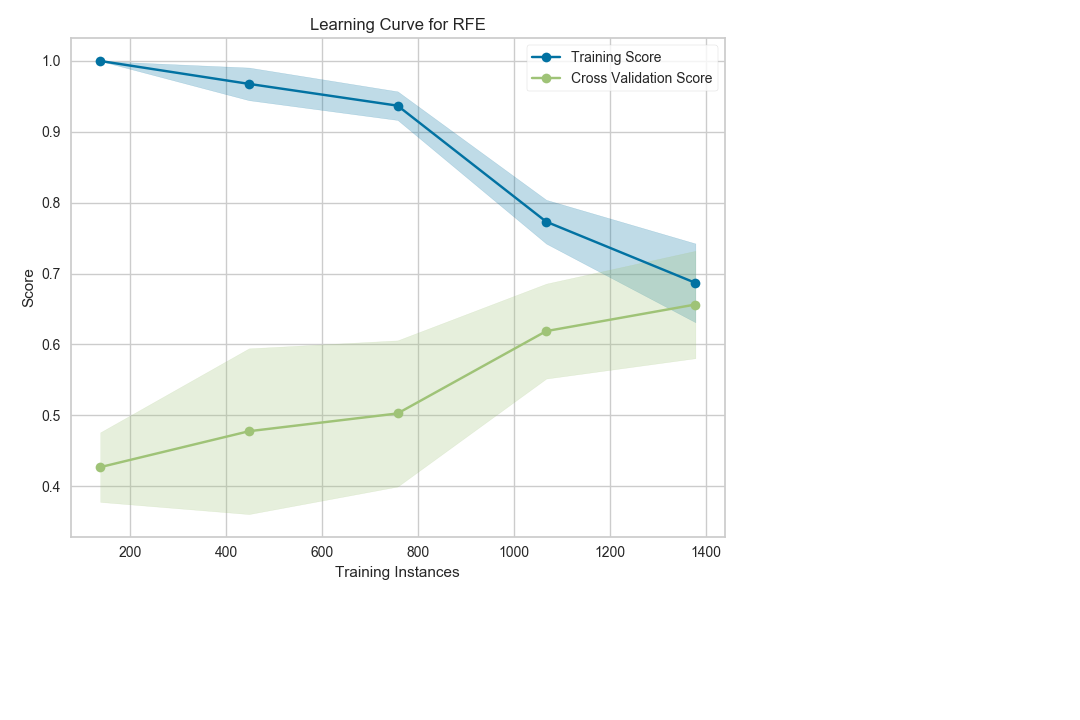 Learning Curve for RFE
Training Score
Cross Validation Score
1.0
0.9
0.8
0.7
0.6
0.5
0.4
Score
200 400 600 800 1000 1200 1400
Training Instances